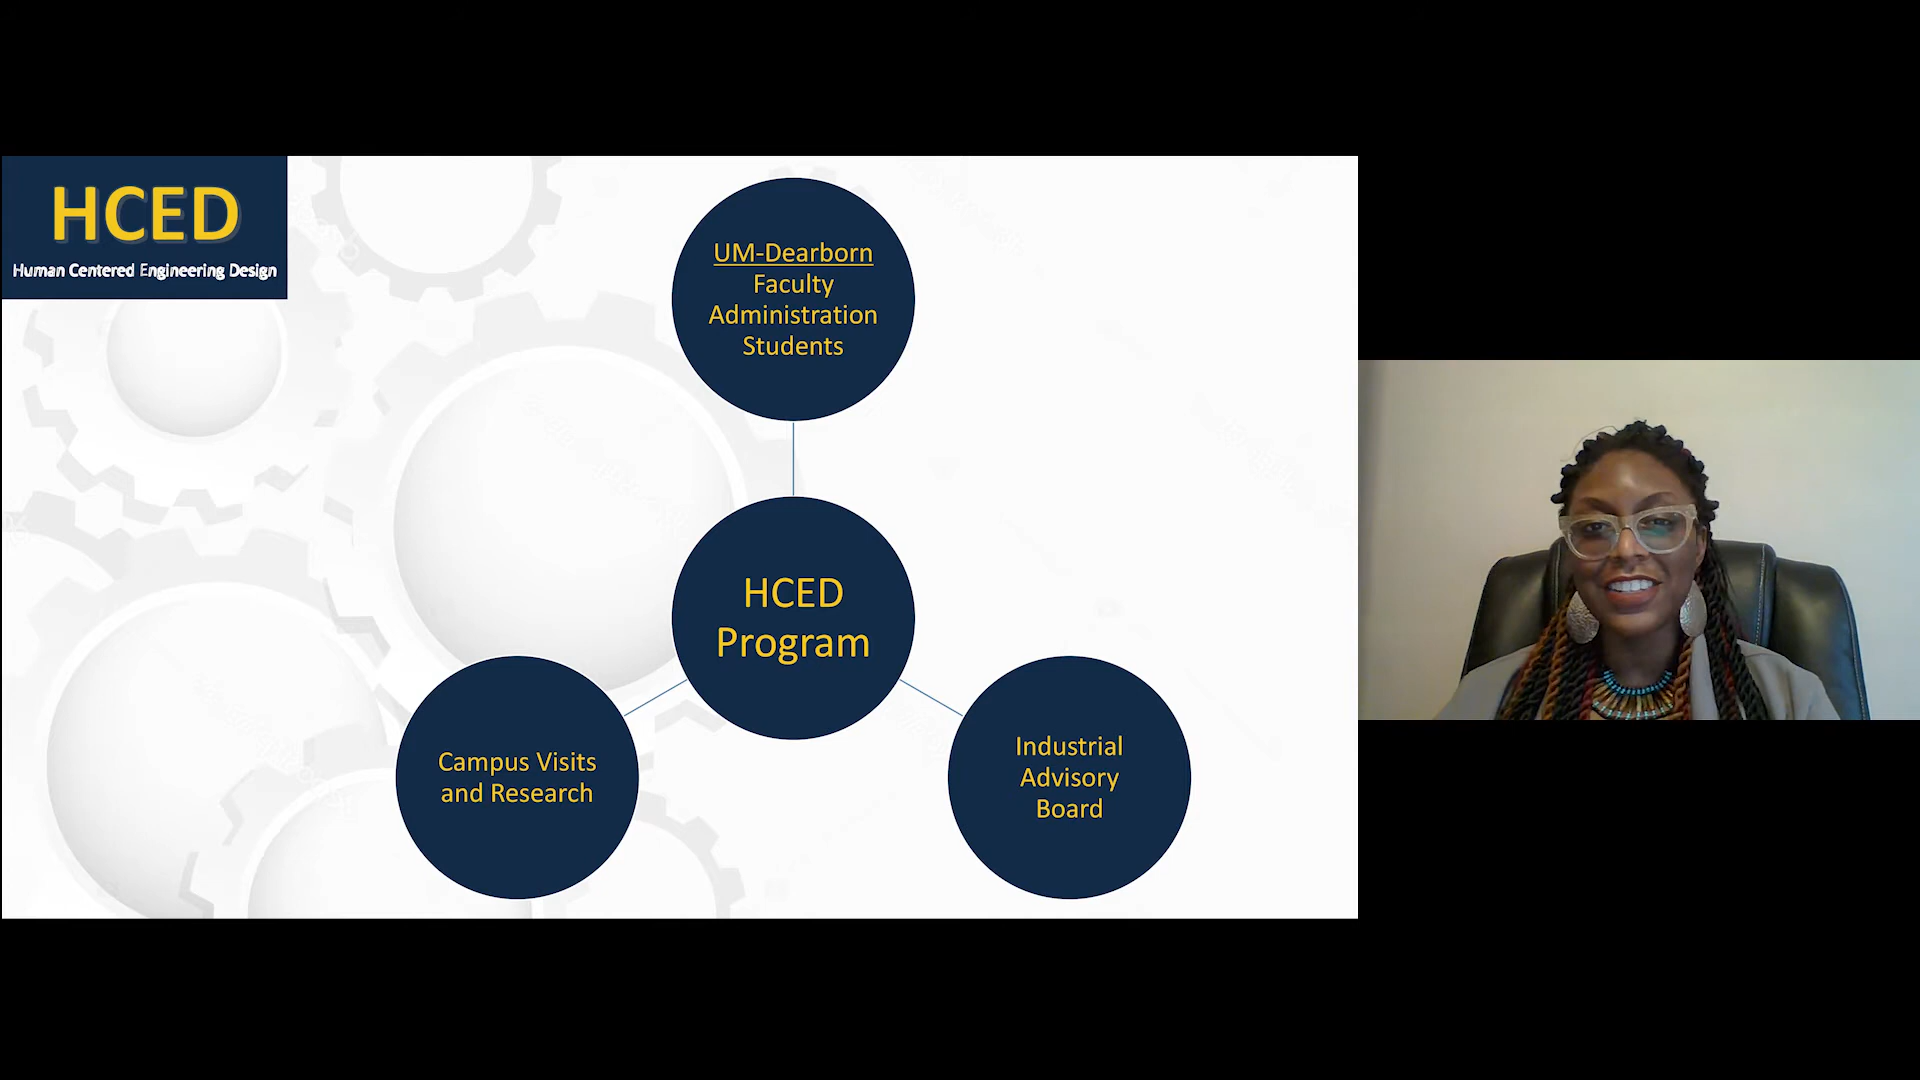 HCED
Human Centered Engineering Design
UM-Dearborn
Faculty
Administration
Students
HCED
Program
Campus Visits
and Research
Industrial
Advisory
Board